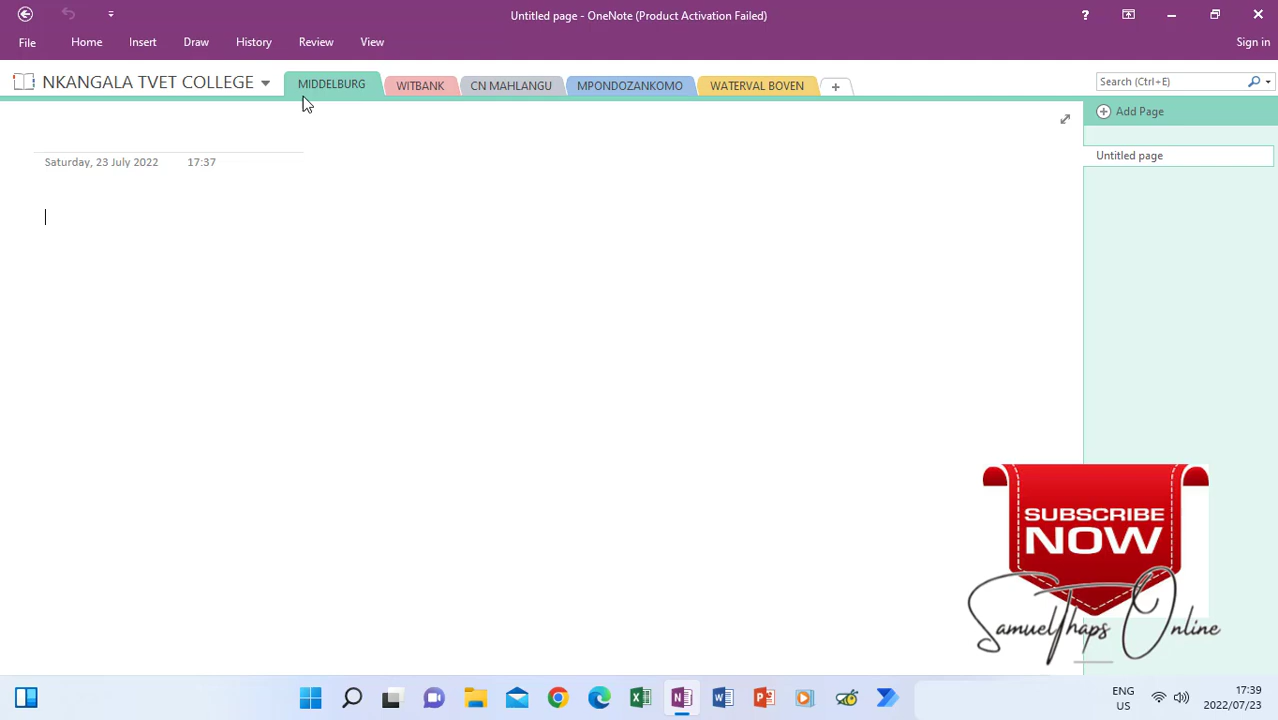 Untitled page - OneNote (Product Activation Failed)
?
File
Home
Insert
Draw
History
Review
View
Sign in
NKANGALA TVET COLLEGE
MIDDELBURG
WITBANK
CN MAHLANGU
MPONDOZANKOMO
WATERVAL BOVEN
+
Search (Ctrl+E)
Add Page
Saturday, 23 July 2022 17:37
Untitled page
SUBSCRIBE
NOW
SamuelThaps Online
ENG
US
17:39
2022/07/23